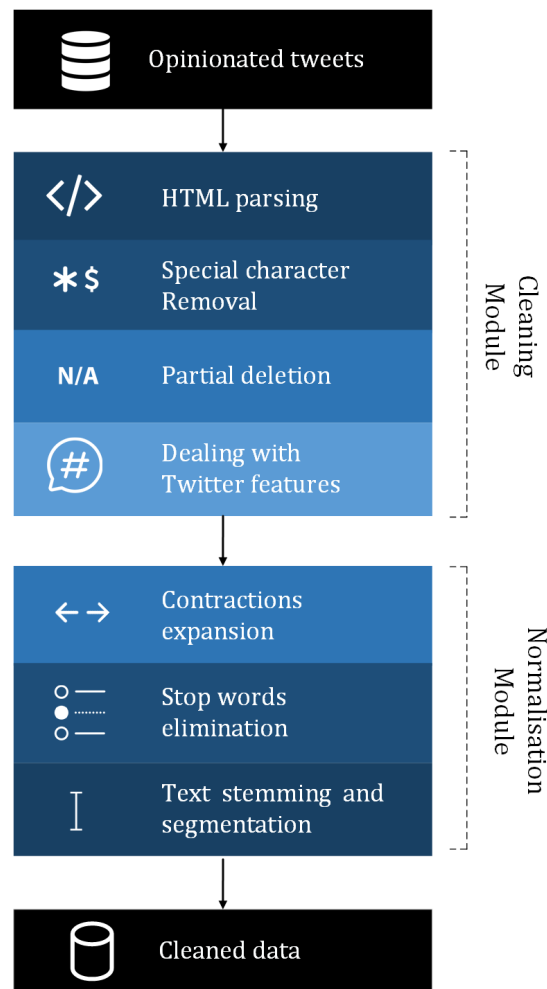 Opinionated tweets
</> HTML parsing
* $ Special character
Removal
N/A Partial deletion
# Dealing with
Twitter features
Cleaning
Module
Contractions
expansion
Stop words
elimination
Text stemming and
segmentation
Normalisation
Module
Cleaned data